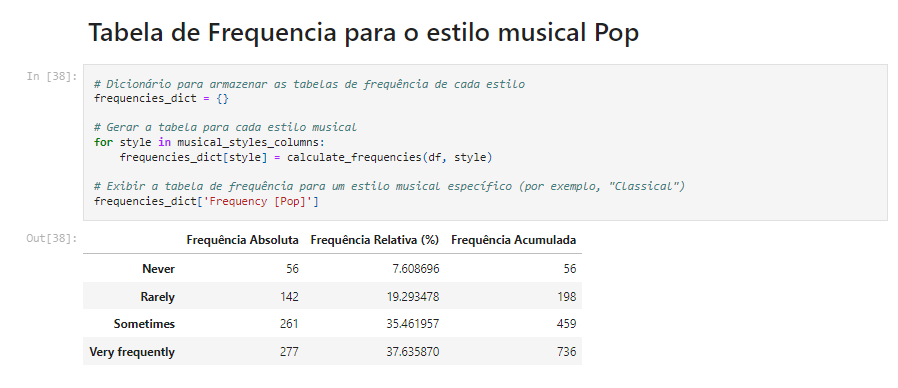 Tabela de Frequencia para o estilo musical Pop
In [38]:
# Dicionário para armazenar as tabelas de frequência de cada estilo
frequencies_dict = {}
# Gerar a tabela para cada estilo musical
for style in musical_styles_columns:
    frequencies_dict[style] = calculate_frequencies(df, style)
# Exibir a tabela de frequência para um estilo musical específico (por exemplo, "Classical")
frequencies_dict['Frequency [Pop]']
Out[38]:
Frequência Absoluta Frequência Relativa (%) Frequência Acumulada
Never 56 7.608696 56
Rarely 142 19.293478 198
Sometimes 261 35.461957 459
Very frequently 277 37.635870 736